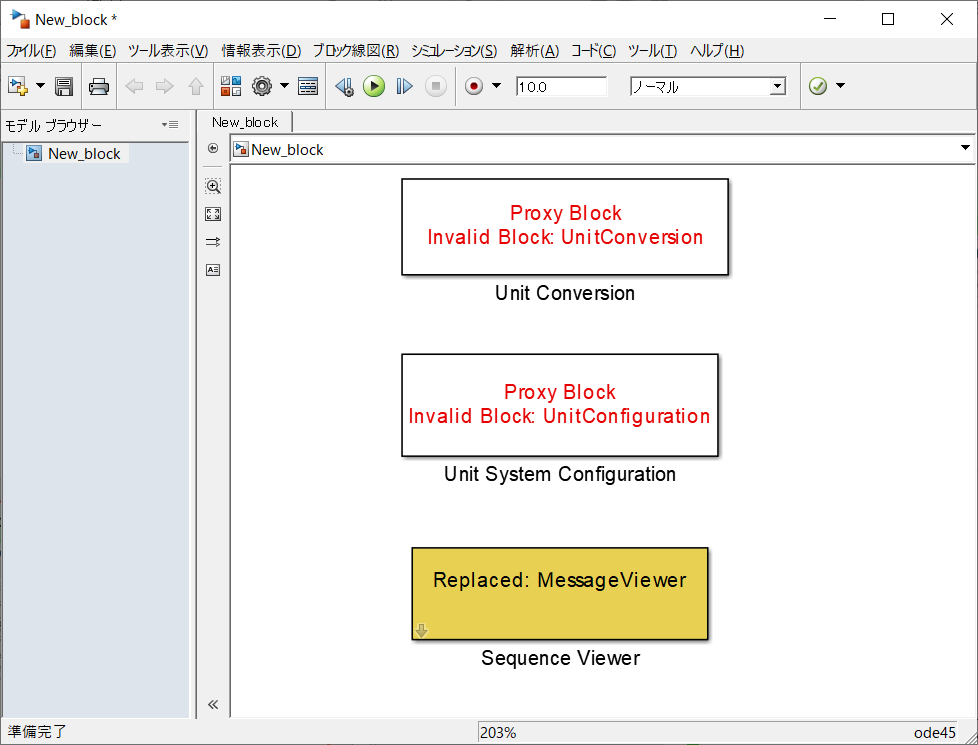 New_block *
ファイル(F) 編集(E) ツール表示(V) 情報表示(D) ブロック線図(R) シミュレーション(S) 解析(A) コード(C) ツール(T) ヘルプ(H)
10.0 ノーマル
モデル ブラウザー
New_block
New_block
New_block
Proxy Block
Invalid Block: UnitConversion
Unit Conversion
Proxy Block
Invalid Block: UnitConfiguration
Unit System Configuration
Replaced: MessageViewer
Sequence Viewer
準備完了 203% ode45